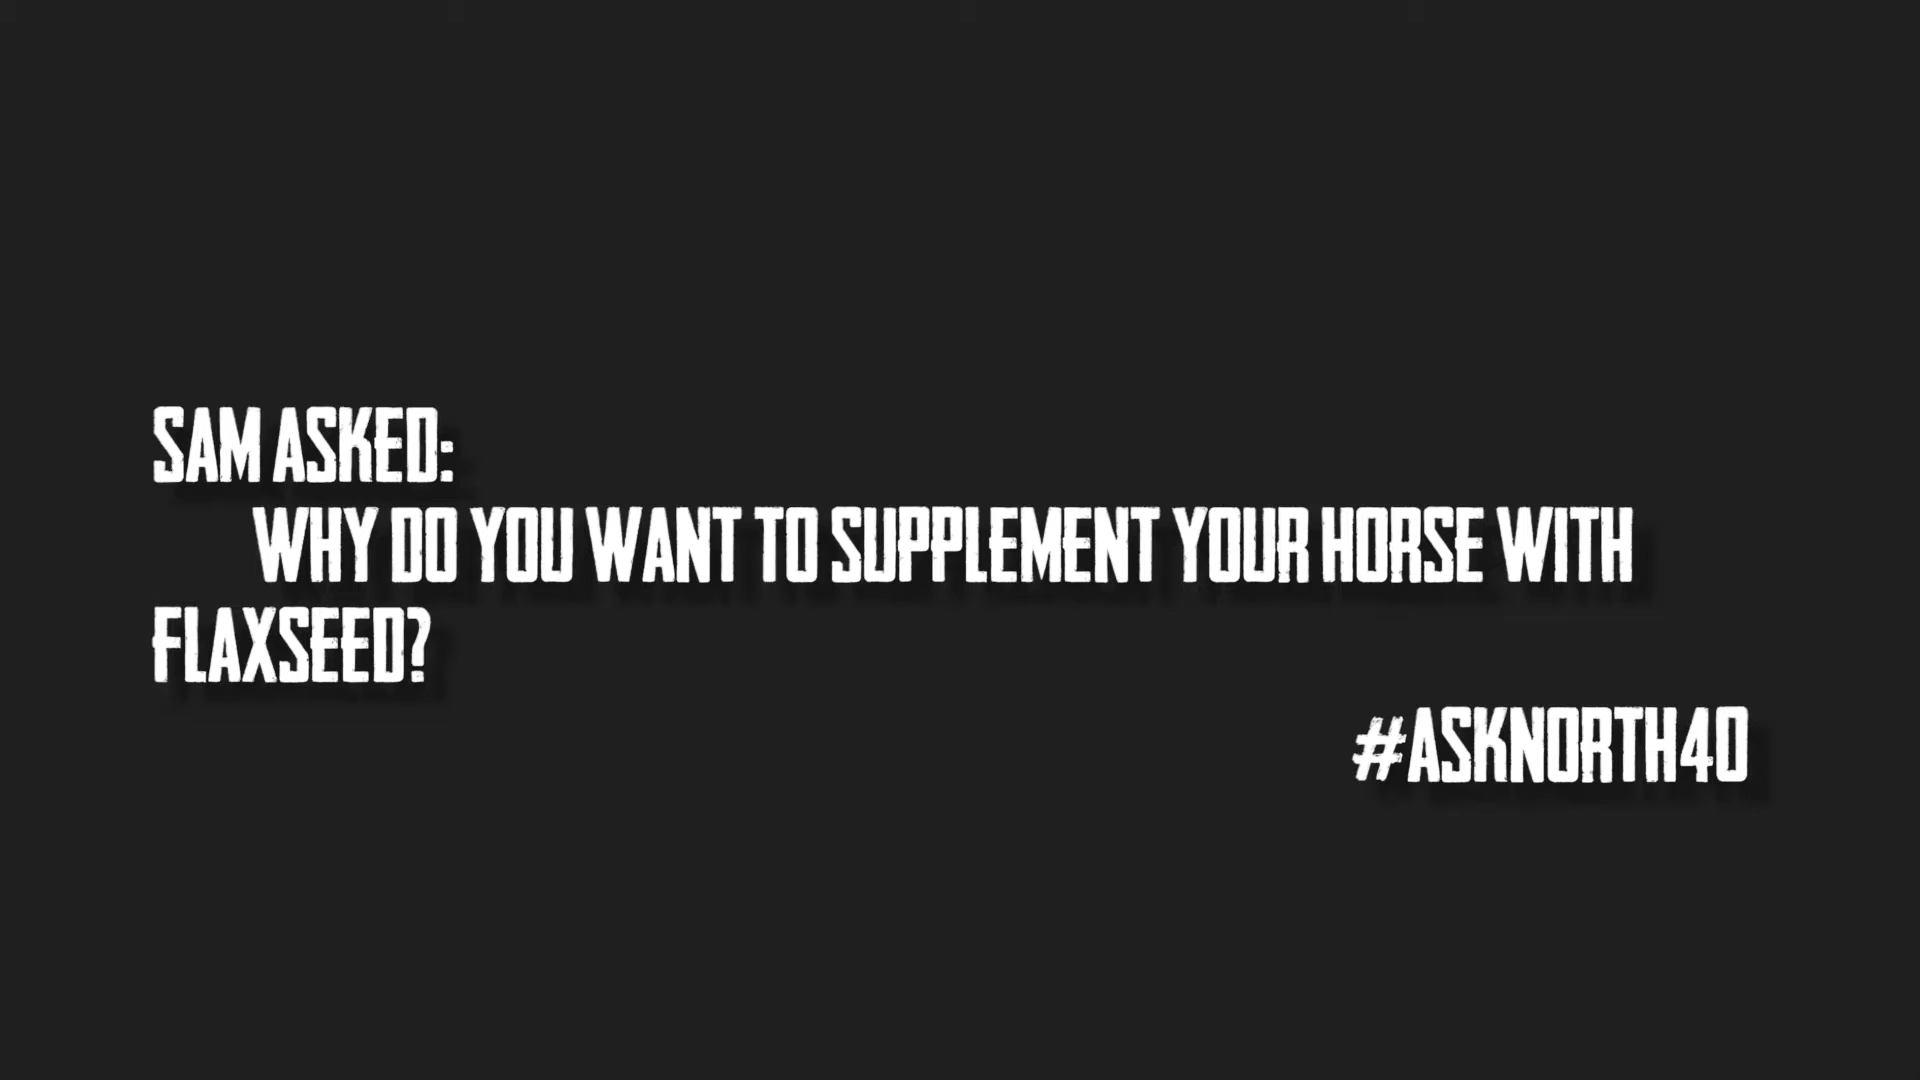 SAM ASKED:
WHY DO YOU WANT TO SUPPLEMENT YOUR HORSE WITH
FLAXSEED?
#ASKNORTH40